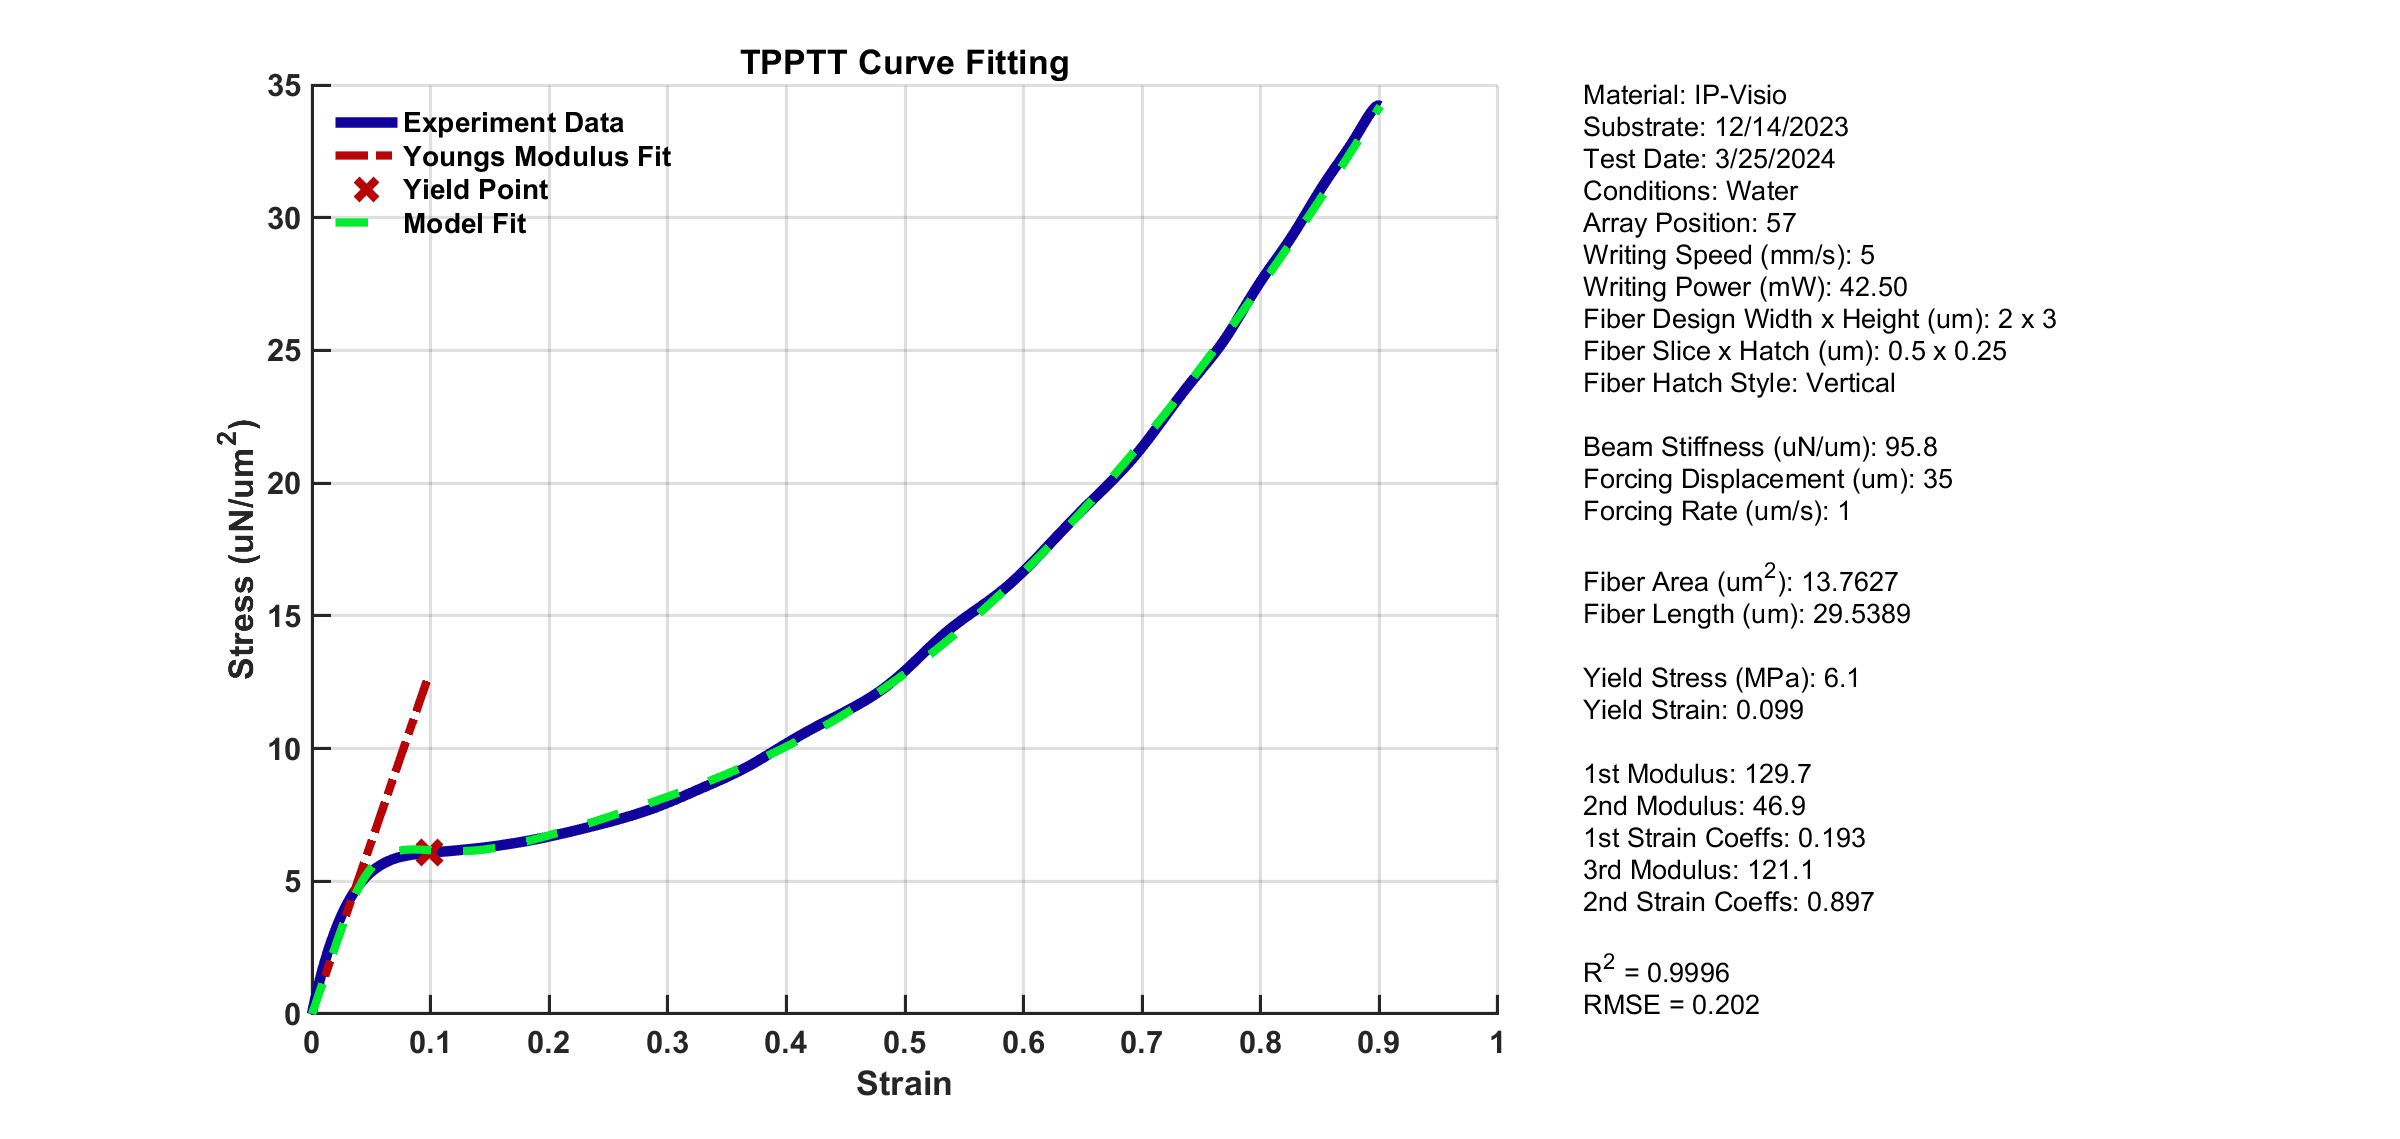 TPPTT Curve Fitting
35
30
25
20
15
10
5
0
Stress (uN/um²)
Experiment Data
Youngs Modulus Fit
Yield Point
Model Fit
0 0.1 0.2 0.3 0.4 0.5 0.6 0.7 0.8 0.9 1
Strain
Material: IP-Visio
Substrate: 12/14/2023
Test Date: 3/25/2024
Conditions: Water
Array Position: 57
Writing Speed (mm/s): 5
Writing Power (mW): 42.50
Fiber Design Width x Height (um): 2 x 3
Fiber Slice x Hatch (um): 0.5 x 0.25
Fiber Hatch Style: Vertical
Beam Stiffness (uN/um): 95.8
Forcing Displacement (um): 35
Forcing Rate (um/s): 1
Fiber Area (um²): 13.7627
Fiber Length (um): 29.5389
Yield Stress (MPa): 6.1
Yield Strain: 0.099
1st Modulus: 129.7
2nd Modulus: 46.9
1st Strain Coeffs: 0.193
3rd Modulus: 121.1
2nd Strain Coeffs: 0.897
R² = 0.9996
RMSE = 0.202